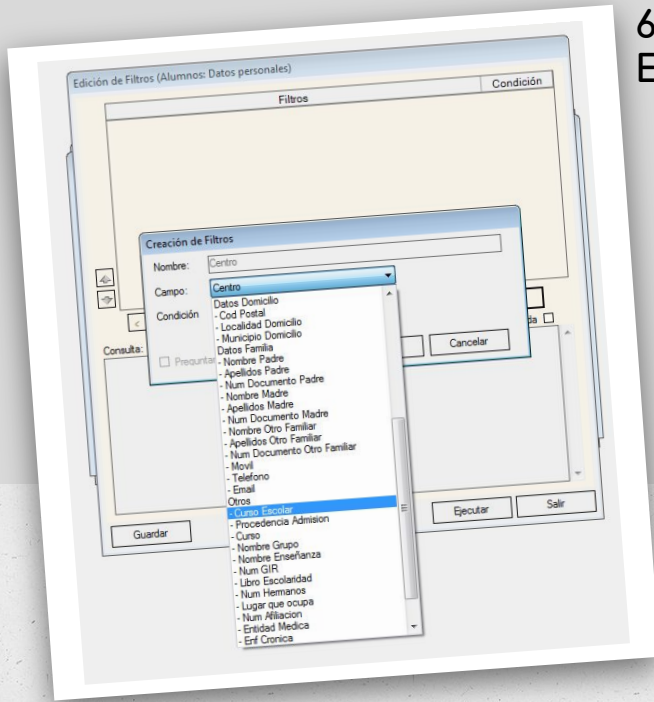 6
E
Edición de Filtros (Alumnos: Datos personales)
Filtros
Condición
Creación de Filtros
Nombre:
Centro
Campo:
Centro
Condición
Datos Domicilio
- Cod Postal
- Localidad Domicilio
- Municipio Domicilio
Datos Familia
- Nombre Padre
- Apellidos Padre
- Num Documento Padre
- Nombre Madre
- Apellidos Madre
- Num Documento Madre
- Nombre Otro Familiar
- Apellidos Otro Familiar
- Num Documento Otro Familiar
- Movil
- Telefono
- Email
Otros
- Curso Escolar
- Procedencia Admision
- Curso
- Nombre Grupo
- Nombre Enseñanza
- Num GIR
- Libro Escolaridad
- Num Hermanos
- Lugar que ocupa
- Num Afiliacion
- Entidad Medica
- Enf Cronica
Preguntar
Cancelar
da
<
Consulta:
Guardar
Ejecutar
Salir